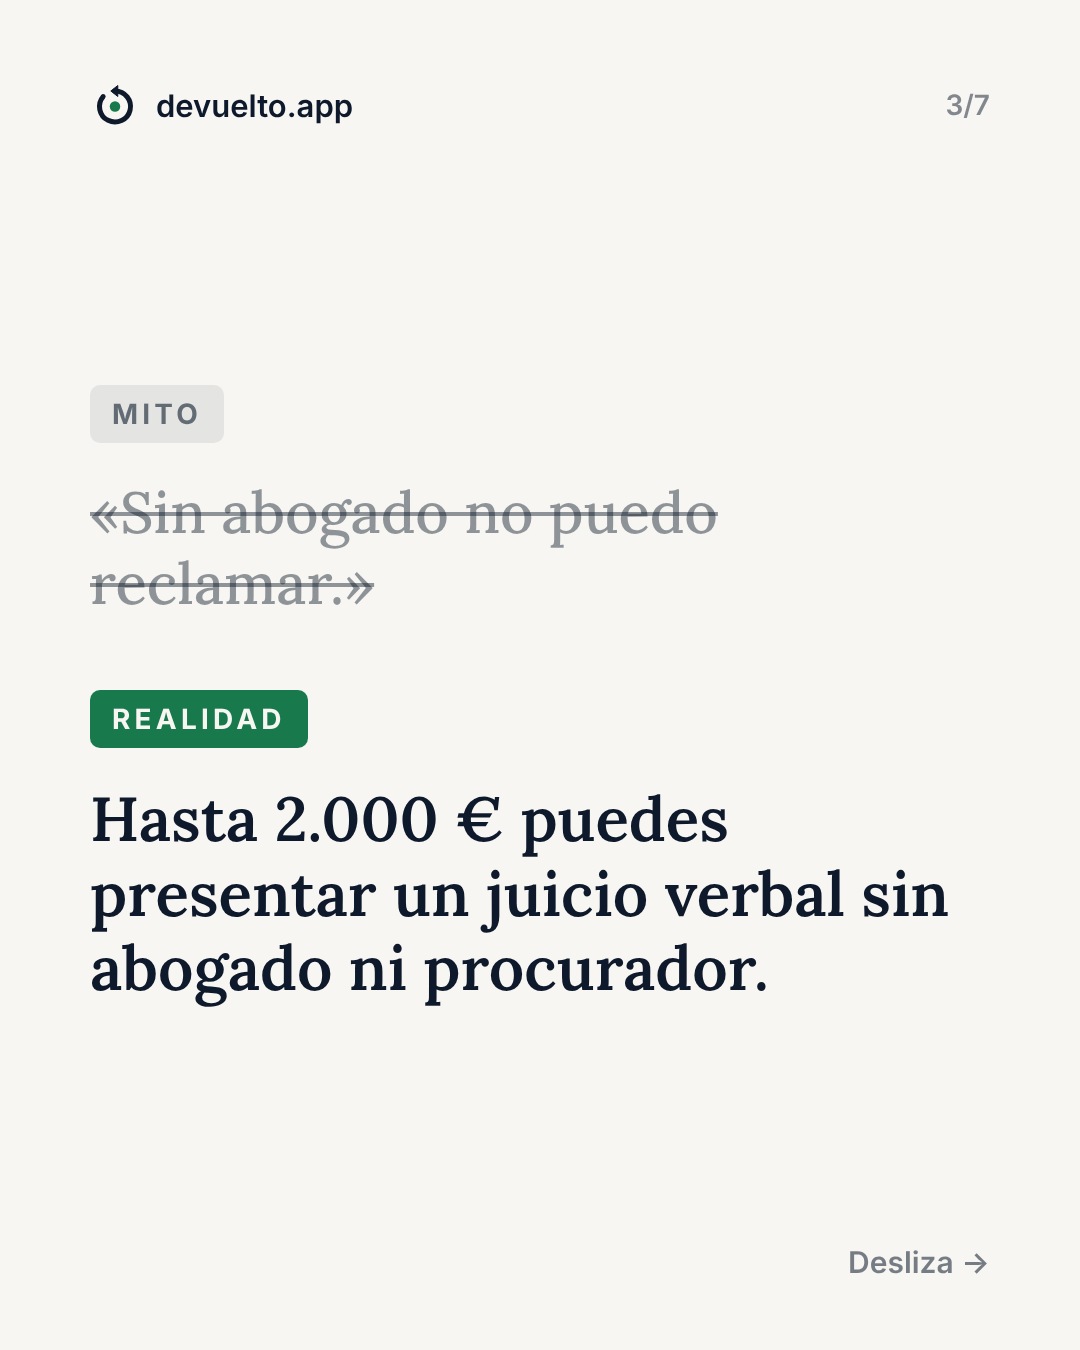 devuelto.app
3/7
MITO
«Sin abogado no puedo
reclamar.»
REALIDAD
Hasta 2.000 € puedes
presentar un juicio verbal sin
abogado ni procurador.
Desliza →